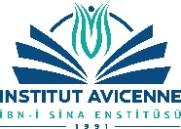 INSTITUT AVICENNE
İBN-İ SİNA ENSTİTÜSÜ
1991